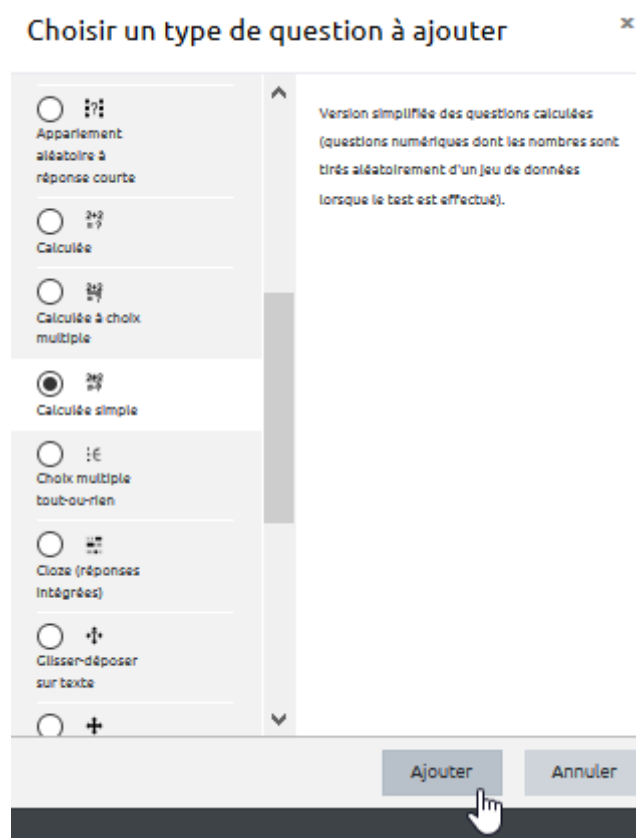 Choisir un type de question à ajouter
Appariement
aléatoire à
réponse courte
Calculée
Calculée à choix
multiple
Calculée simple
Choix multiple
tout-ou-rien
Cloze (réponses
intégrées)
Glisser-déposer
sur texte
Version simplifiée des questions calculées
(questions numériques dont les nombres sont
tirés aléatoirement d'un jeu de données
lorsque le test est effectué).
Ajouter
Annuler